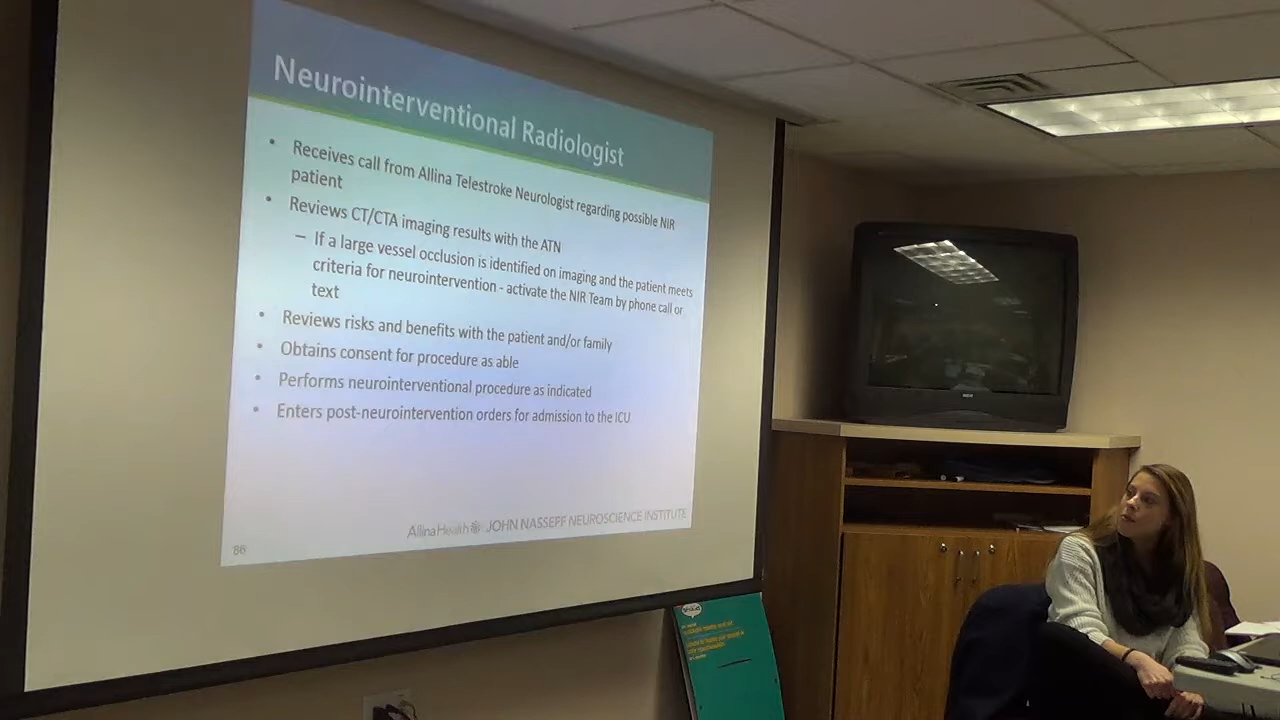 Neurointerventional Radiologist
• Receives call from Allina Telestroke Neurologist regarding possible NIR
patient
• Reviews CT/CTA imaging results with the ATN
– If a large vessel occlusion is identified on imaging and the patient meets
criteria for neurointervention - activate the NIR Team by phone call or
text
• Reviews risks and benefits with the patient and/or family
• Obtains consent for procedure as able
• Performs neurointerventional procedure as indicated
• Enters post-neurointervention orders for admission to the ICU
AllinaHealth JOHN NASSEFF NEUROSCIENCE INSTITUTE
86
RCA